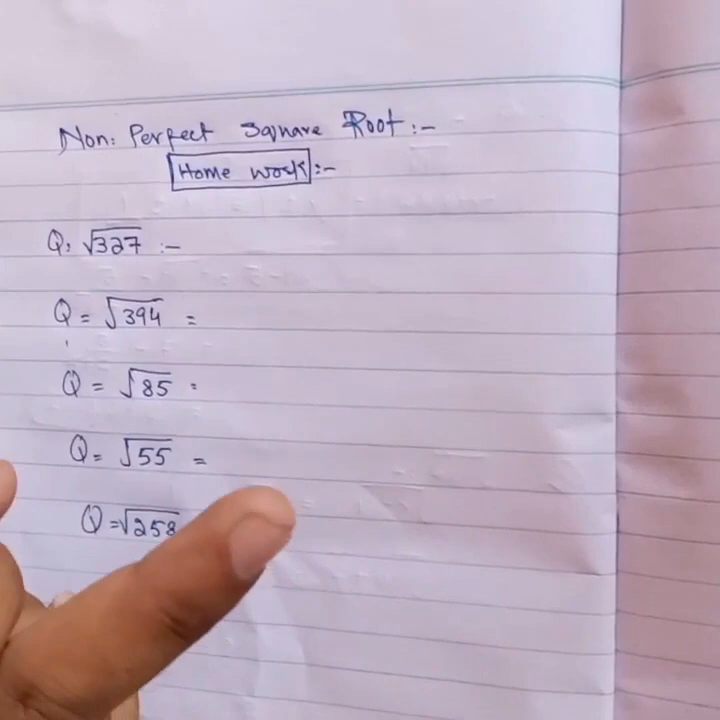 Non: Perfect Square Root :-
Home work :-
Q. √327 :-
Q = √394 =
Q = √85 =
Q = √55 =
Q = √258